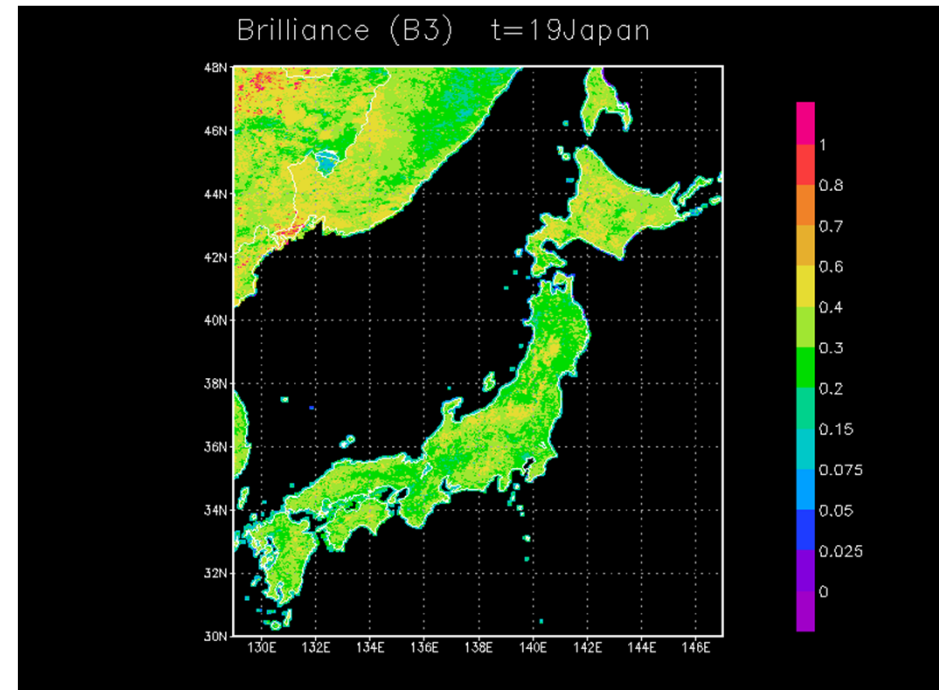 Brilliance (B3) t=19Japan
48N
46N
44N
42N
40N
38N
36N
34N
32N
30N
130E 132E 134E 136E 138E 140E 142E 144E 146E
1
0.8
0.7
0.6
0.4
0.3
0.2
0.15
0.075
0.05
0.025
0